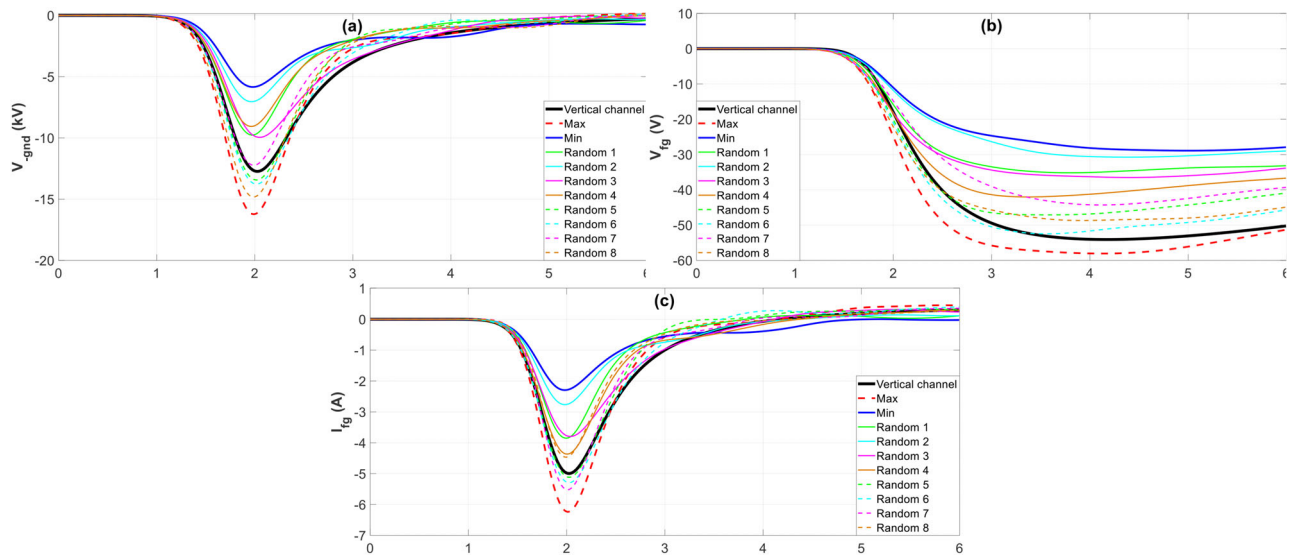 (a)
V-gnd (kV)
0
-5
-10
-15
-20
0 1 2 3 4 5 6
Vertical channel
Max
Min
Random 1
Random 2
Random 3
Random 4
Random 5
Random 6
Random 7
Random 8
(b)
Vfg (V)
10
0
-10
-20
-30
-40
-50
-60
0 1 2 3 4 5 6
Vertical channel
Max
Min
Random 1
Random 2
Random 3
Random 4
Random 5
Random 6
Random 7
Random 8
(c)
Ifg (A)
1
0
-1
-2
-3
-4
-5
-6
-7
0 1 2 3 4 5 6
Vertical channel
Max
Min
Random 1
Random 2
Random 3
Random 4
Random 5
Random 6
Random 7
Random 8